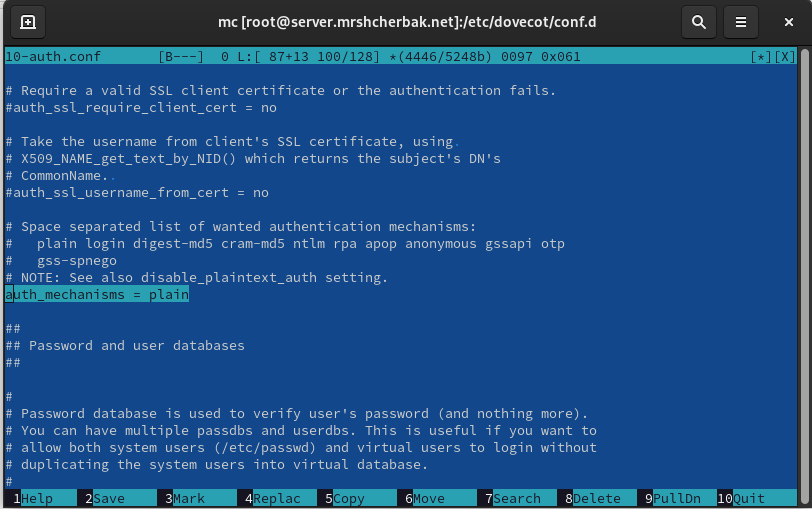 mc [root@server.mrshcherbak.net]:/etc/dovecot/conf.d
10-auth.conf [B---] 0 L:[ 87+13 100/128] *(4446/5248b) 0097 0x061 [*][X]
# Require a valid SSL client certificate or the authentication fails.
#auth_ssl_require_client_cert = no
# Take the username from client's SSL certificate, using.
# X509_NAME_get_text_by_NID() which returns the subject's DN's
# CommonName..
#auth_ssl_username_from_cert = no
# Space separated list of wanted authentication mechanisms:
#   plain login digest-md5 cram-md5 ntlm rpa apop anonymous gssapi otp
#   gss-spnego
# NOTE: See also disable_plaintext_auth setting.
auth_mechanisms = plain
##
## Password and user databases
##
#
# Password database is used to verify user's password (and nothing more).
# You can have multiple passdbs and userdbs. This is useful if you want to
# allow both system users (/etc/passwd) and virtual users to login without
# duplicating the system users into virtual database.
#
1Help 2Save 3Mark 4Replac 5Copy 6Move 7Search 8Delete 9PullDn 10Quit